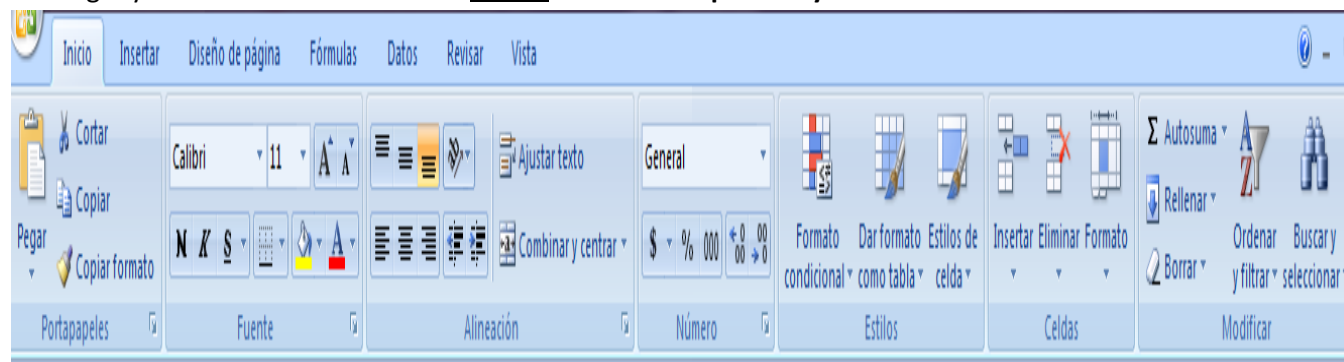 Inicio Insertar Diseño de página Fórmulas Datos Revisar Vista
Pegar
Cortar
Copiar
Copiar formato
Portapapeles
Calibri 11 A A
N K S A
Fuente
Ajustar texto
Combinar y centrar
Alineación
General
$ % 000 ,0 ,00
Número
Formato condicional
Dar formato como tabla
Estilos de celda
Estilos
Insertar Eliminar Formato
Celdas
Σ Autosuma
Rellenar
Borrar
Ordenar y filtrar
Buscar y seleccionar
Modificar